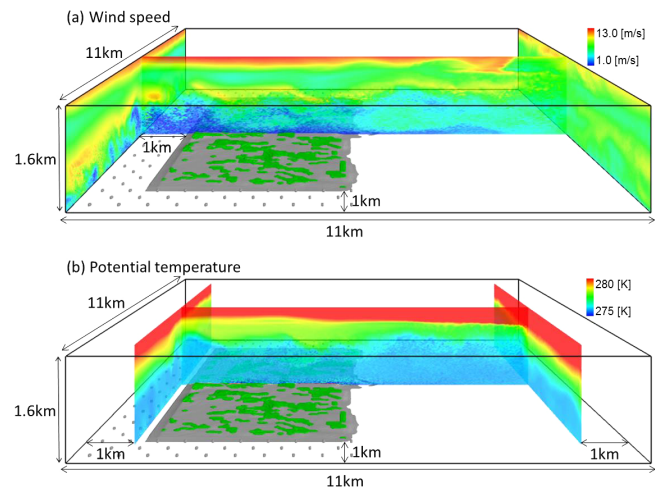 (a) Wind speed
11km
13.0 [m/s]
1.0 [m/s]
1.6km
1km
1km
11km
(b) Potential temperature
11km
280 [K]
275 [K]
1.6km
1km
1km
1km
11km